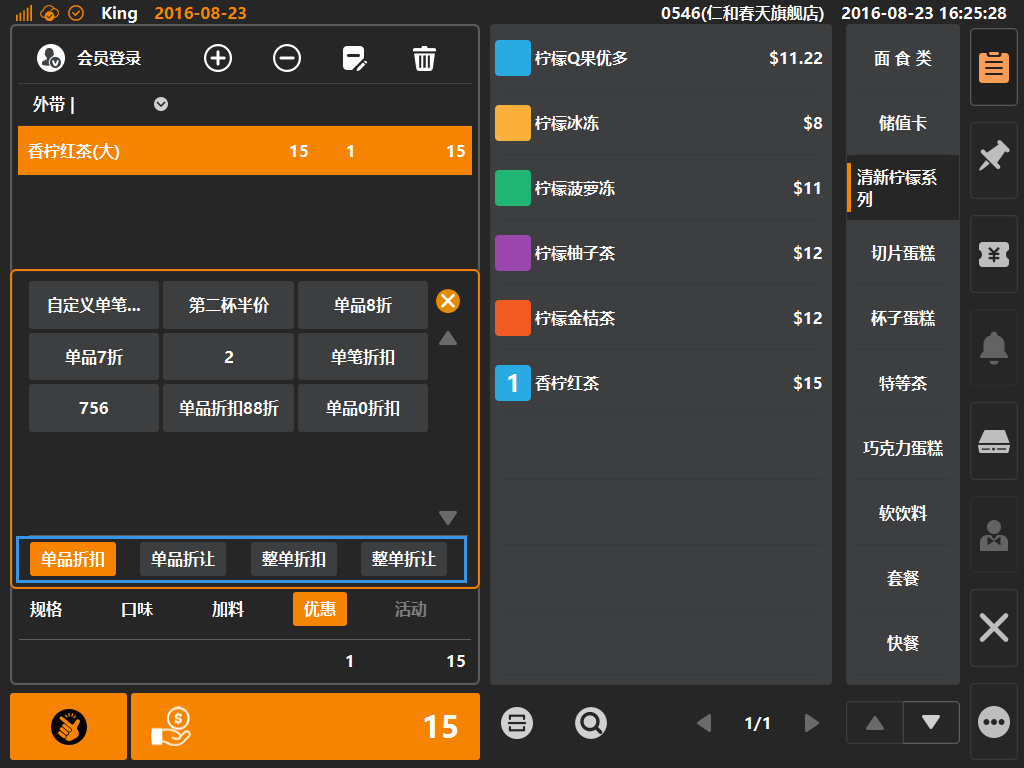 King 2016-08-23 0546(仁和春天旗舰店) 2016-08-23 16:25:28
会员登录
外带 |
香柠红茶(大) 15 1 15
自定义单笔... 第二杯半价 单品8折
单品7折 2 单笔折扣
756 单品折扣88折 单品0折扣
单品折扣 单品折让 整单折扣 整单折让
规格 口味 加料 优惠 活动
1 15
15
柠檬Q果优多 $11.22
柠檬冰冻 $8
柠檬菠萝冻 $11
柠檬柚子茶 $12
柠檬金桔茶 $12
1 香柠红茶 $15
1/1
面 食 类
储值卡
清新柠檬系
列
切片蛋糕
杯子蛋糕
特等茶
巧克力蛋糕
软饮料
套餐
快餐